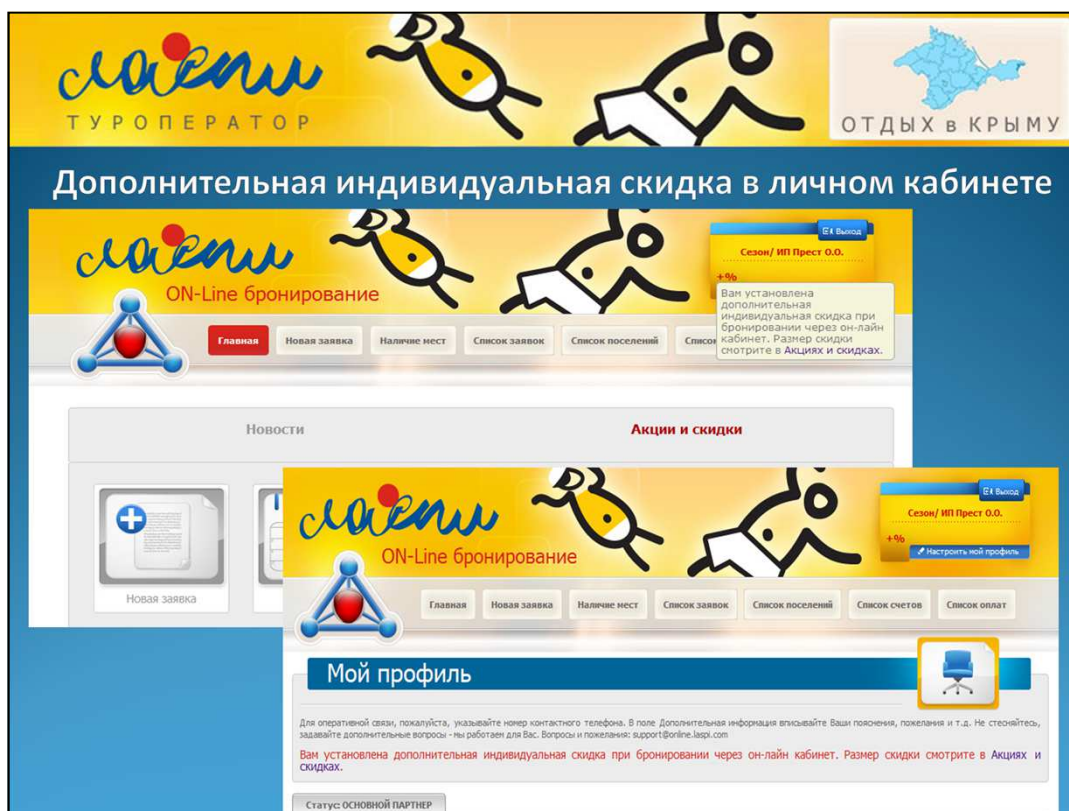 Ласпи
ТУРОПЕРАТОР
ОТДЫХ в КРЫМУ
Дополнительная индивидуальная скидка в личном кабинете
Ласпи
ON-Line бронирование
Выход
Сезон/ ИП Прест О.О.
+%
Вам установлена
дополнительная
индивидуальная скидка при
бронировании через он-лайн
кабинет. Размер скидки
смотрите в Акциях и скидках.
Главная Новая заявка Наличие мест Список заявок Список поселений Список
Новости Акции и скидки
Новая заявка
Ласпи
ON-Line бронирование
Выход
Сезон/ ИП Прест О.О.
+%
Настроить мой профиль
Главная Новая заявка Наличие мест Список заявок Список поселений Список счетов Список оплат
Мой профиль
Для оперативной связи, пожалуйста, указывайте номер контактного телефона. В поле Дополнительная информация вписывайте Ваши пояснения, пожелания и т.д. Не стесняйтесь,
задавайте дополнительные вопросы - мы работаем для Вас. Вопросы и пожелания: support@online.laspi.com
Вам установлена дополнительная индивидуальная скидка при бронировании через он-лайн кабинет. Размер скидки смотрите в Акциях и
скидках.
Статус: ОСНОВНОЙ ПАРТНЕР